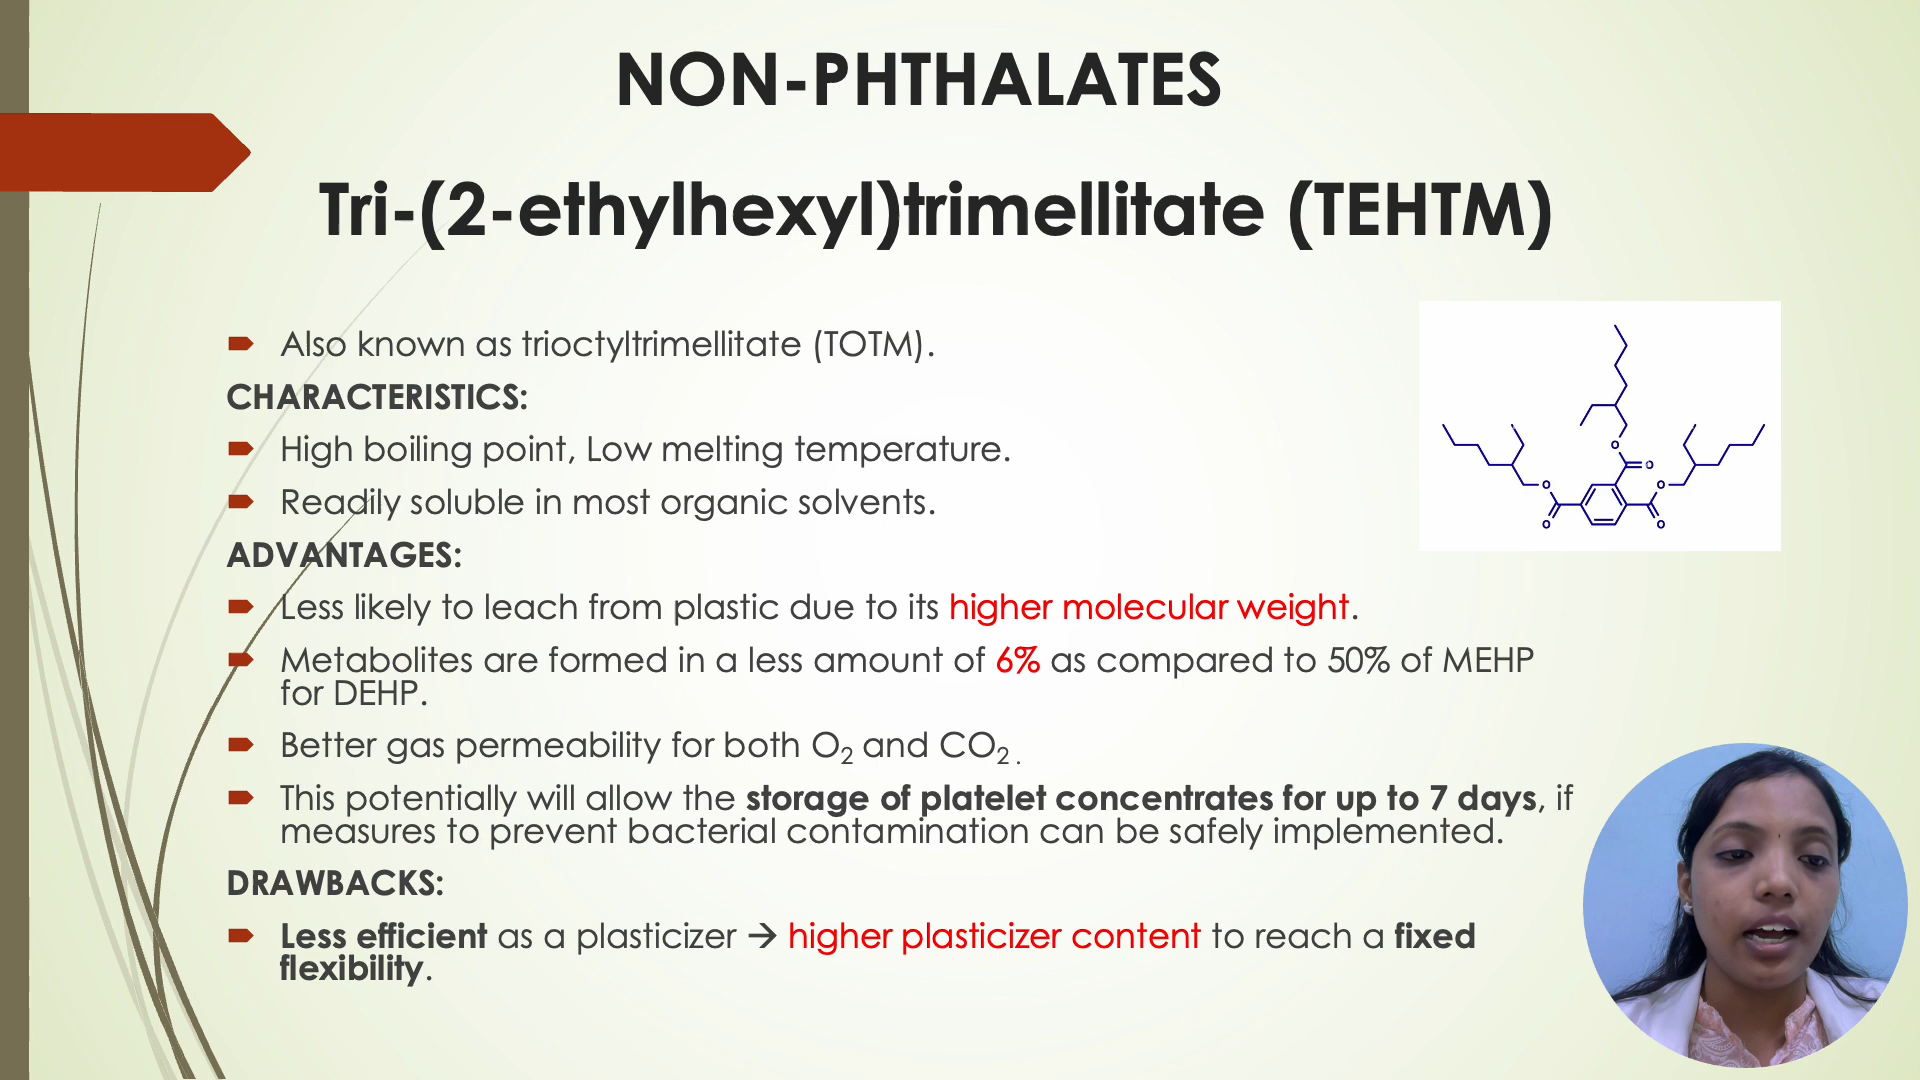 NON-PHTHALATES
Tri-(2-ethylhexyl)trimellitate (TEHTM)
Also known as trioctyltrimellitate (TOTM).
CHARACTERISTICS:
High boiling point, Low melting temperature.
Readily soluble in most organic solvents.
ADVANTAGES:
Less likely to leach from plastic due to its higher molecular weight.
Metabolites are formed in a less amount of 6% as compared to 50% of MEHP
for DEHP.
Better gas permeability for both O₂ and CO₂.
This potentially will allow the storage of platelet concentrates for up to 7 days, if
measures to prevent bacterial contamination can be safely implemented.
DRAWBACKS:
Less efficient as a plasticizer → higher plasticizer content to reach a fixed
flexibility.
O
O
O
O
O
O